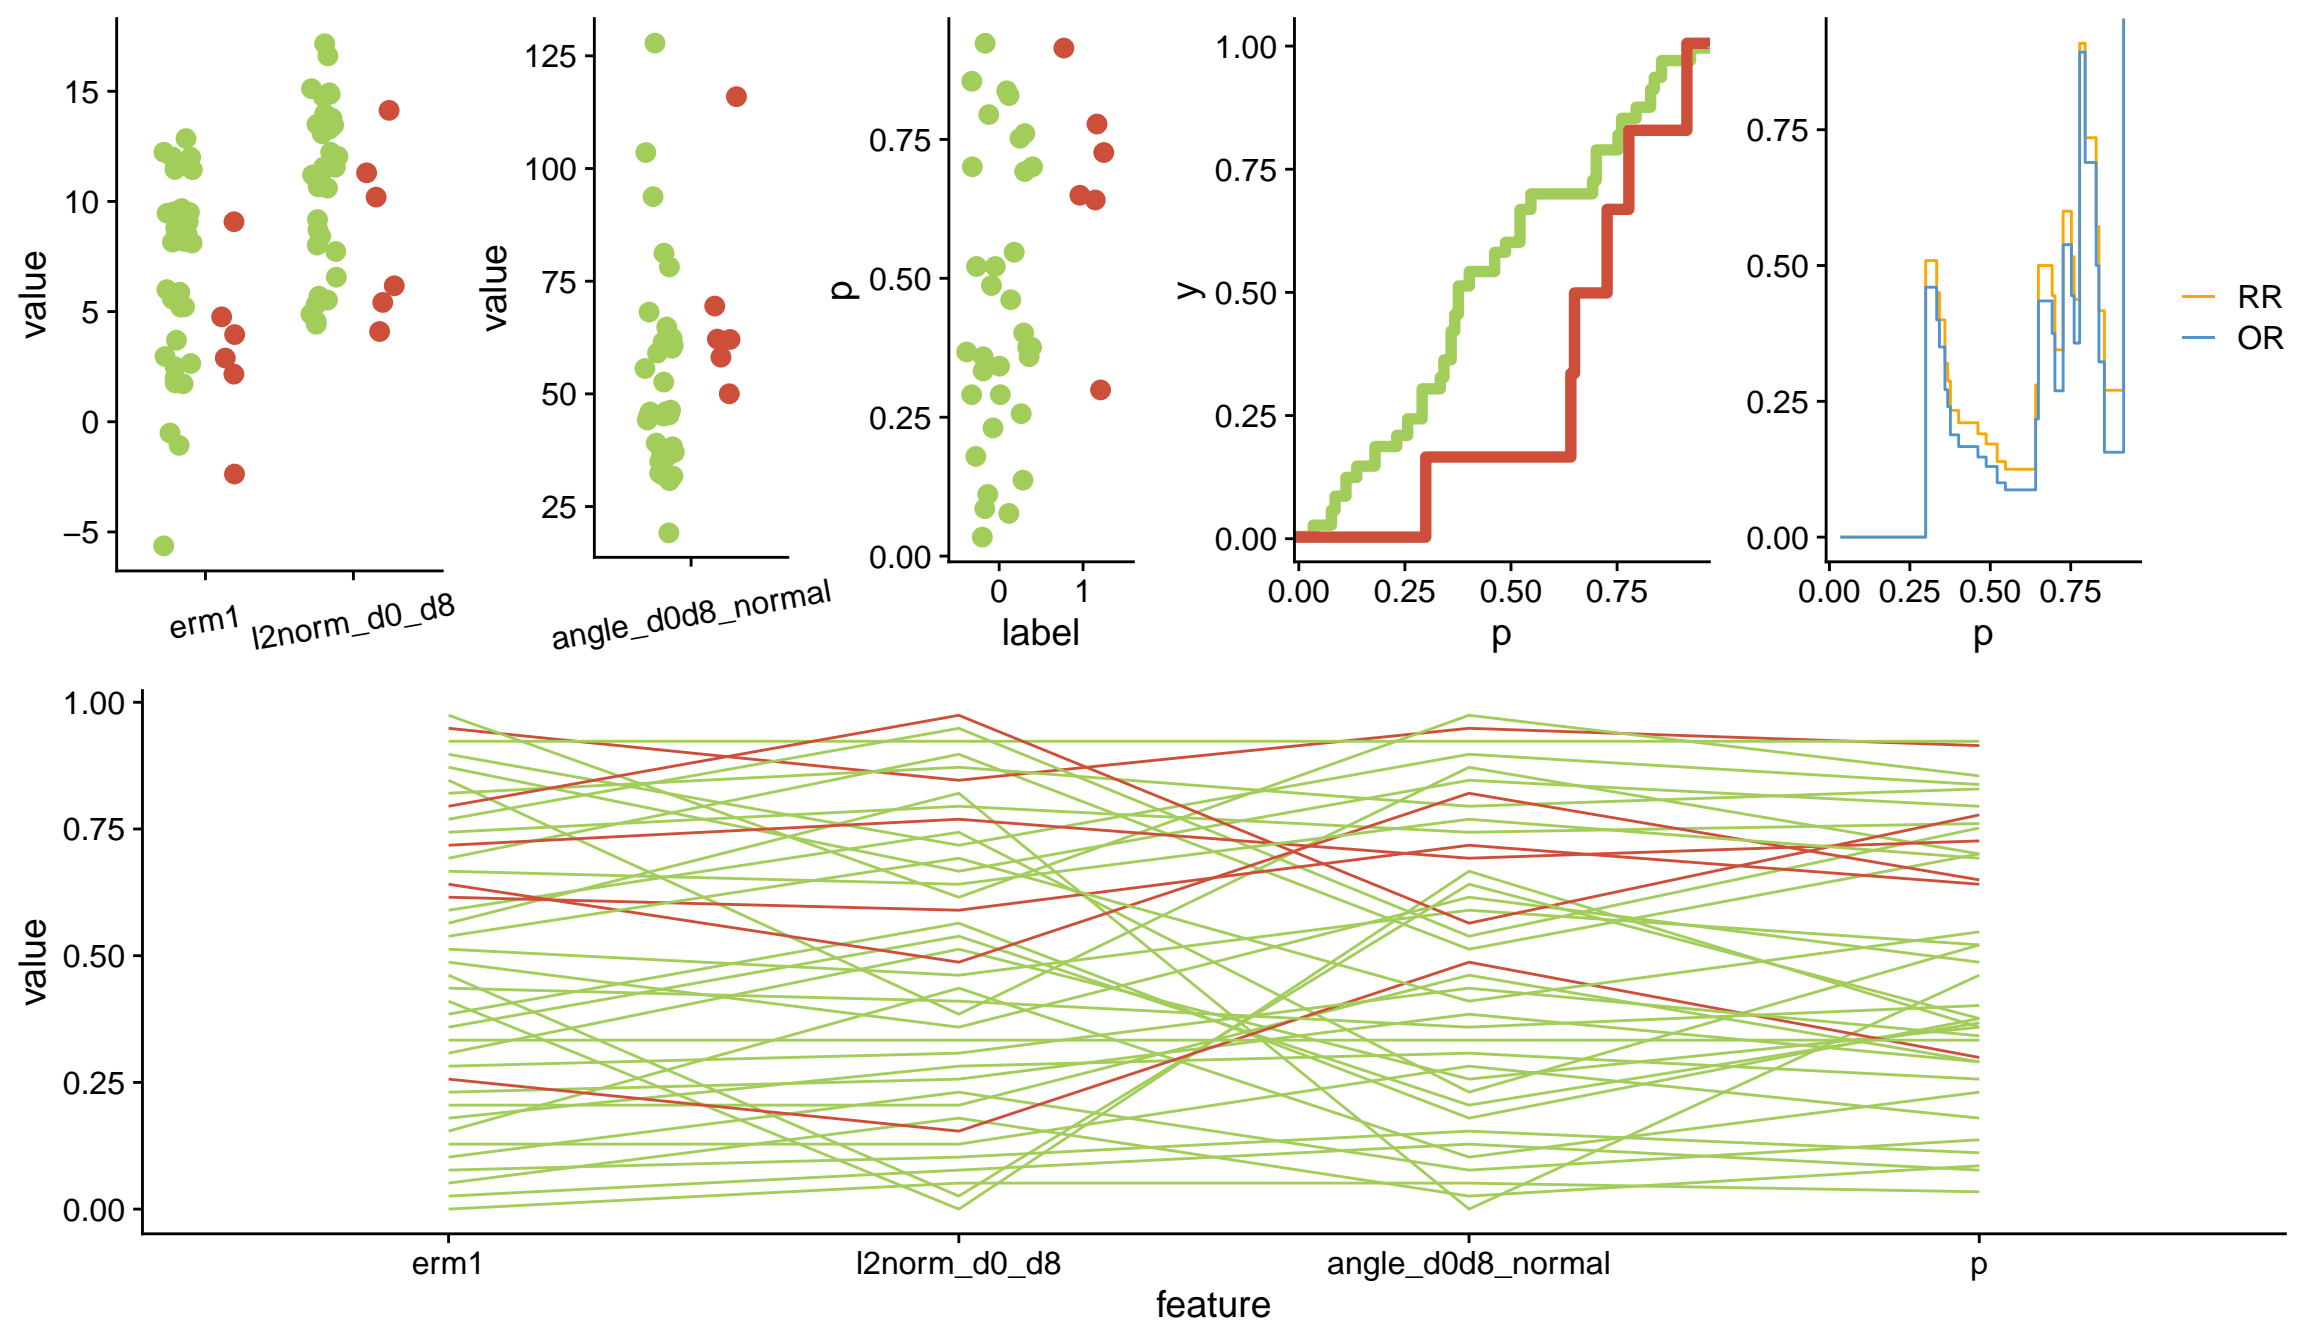 value
15
10
5
0
−5
erm1
l2norm_d0_d8
value
125
100
75
50
25
angle_d0d8_normal
p
0.75
0.50
0.25
0.00
0 1
label
y
1.00
0.75
0.50
0.25
0.00
0.00 0.25 0.50 0.75
p
0.75
0.50
0.25
0.00
0.00 0.25 0.50 0.75
p
RR
OR
value
1.00
0.75
0.50
0.25
0.00
erm1 l2norm_d0_d8 angle_d0d8_normal p
feature